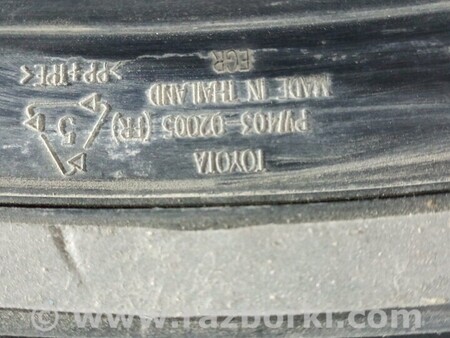 TOYOTA
PW403-02005 (FR)
MADE IN THAILAND
EGR
5
>PP+TPE<
© www.razborki.com